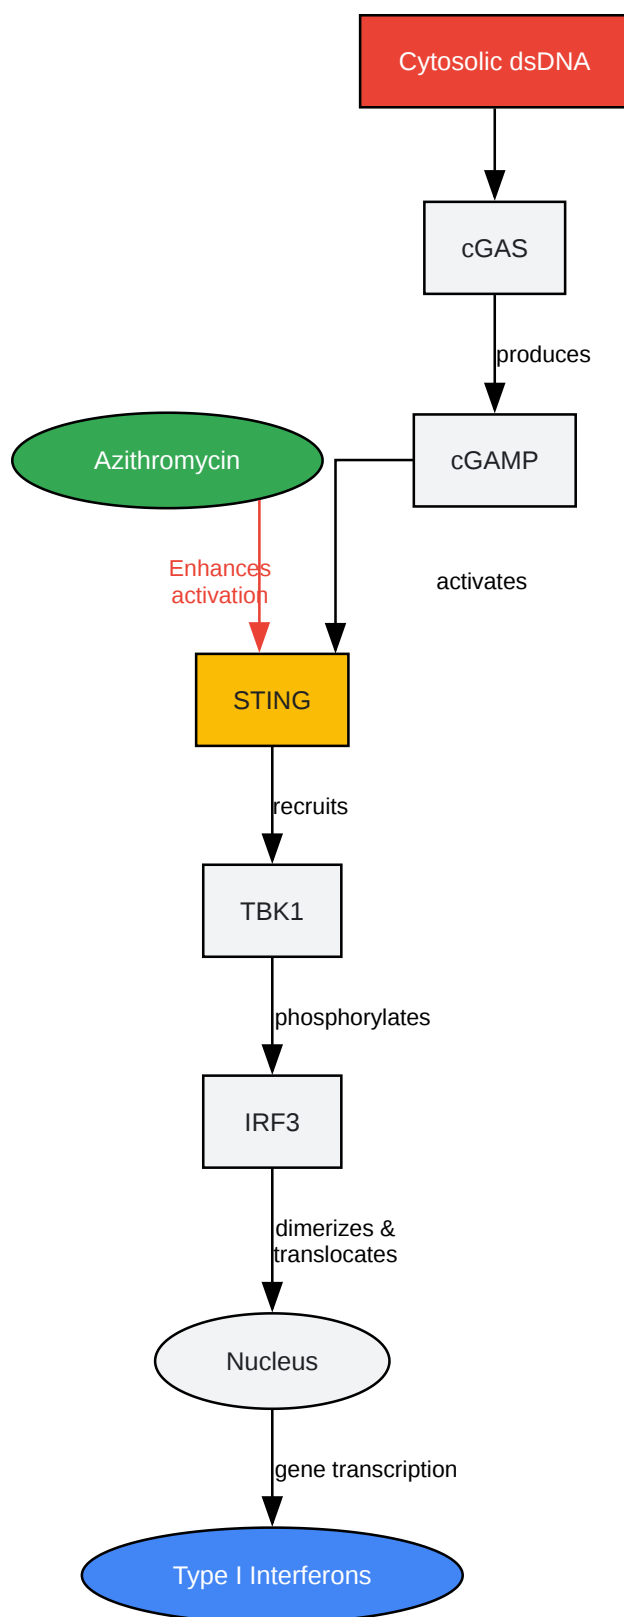 Cytosolic dsDNA
cGAS
produces
Azithromycin
cGAMP
Enhances
activation
activates
STING
recruits
TBK1
phosphorylates
IRF3
dimerizes &
translocates
Nucleus
gene transcription
Type I Interferons